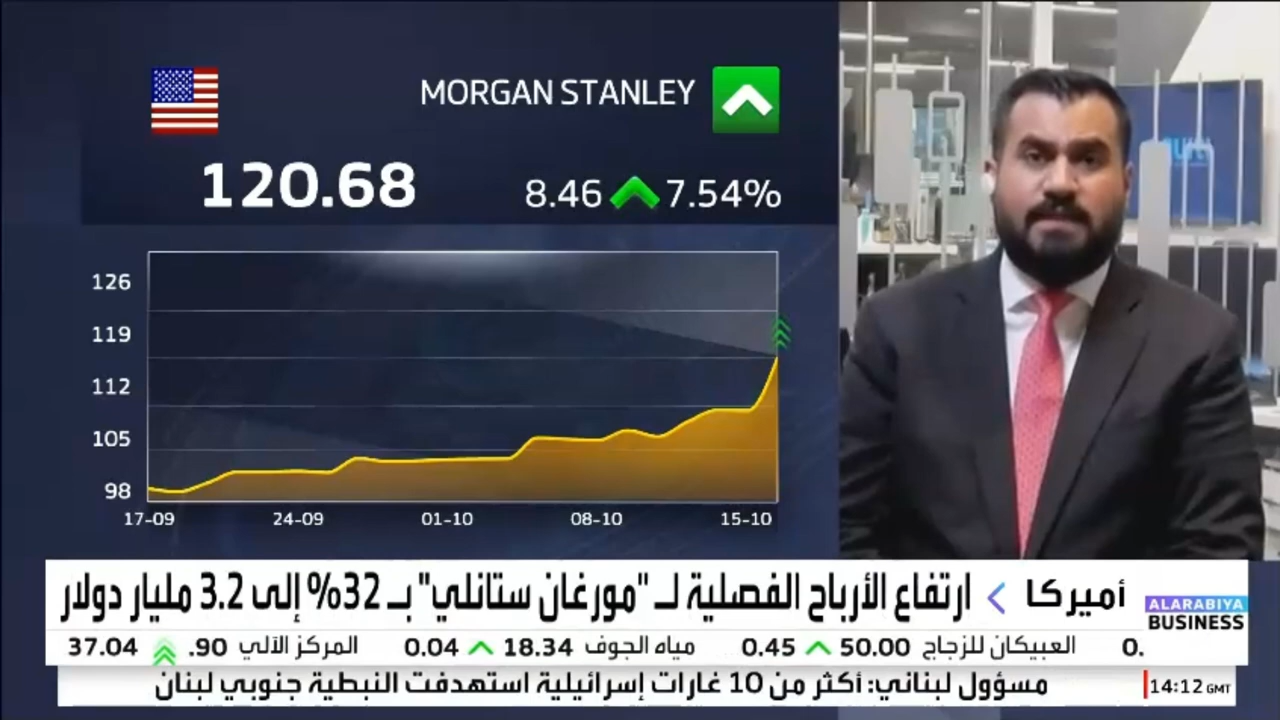 MORGAN STANLEY
120.68 8.46 7.54%
126
119
112
105
98
17-09 24-09 01-10 08-10 15-10
أميركا > ارتفاع الأرباح الفصلية لـ "مورغان ستانلي" بـ 32% إلى 3.2 مليار دولار
ALARABIYA
BUSINESS
0. العبيكان للزجاج 50.00 0.45 مياه الجوف 18.34 0.04 المركز الآلي 90. 37.04
مسؤول لبناني: أكثر من 10 غارات إسرائيلية استهدفت النبطية جنوبي لبنان
14:12 GMT